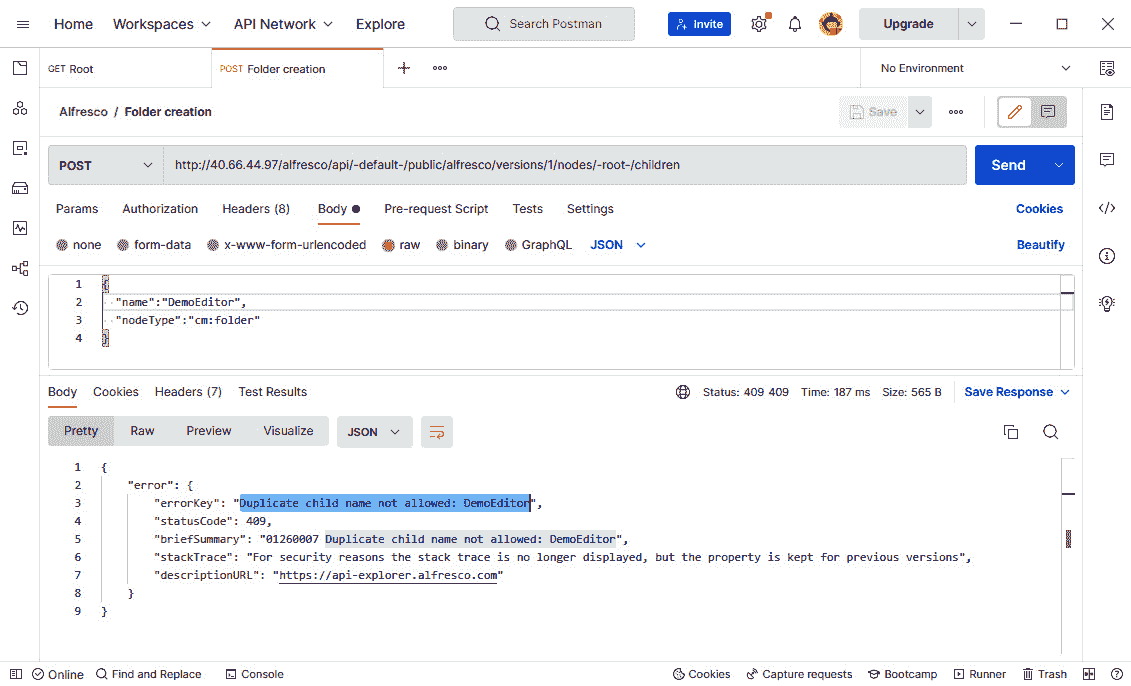 Home Workspaces API Network Explore Search Postman Invite Upgrade
GET Root POST Folder creation No Environment
Alfresco / Folder creation Save
POST http://40.66.44.97/alfresco/api/-default-/public/alfresco/versions/1/nodes/-root-/children Send
Params Authorization Headers (8) Body Pre-request Script Tests Settings Cookies
none form-data x-www-form-urlencoded raw binary GraphQL JSON Beautify
1 {
2 "name":"DemoEditor",
3 "nodeType":"cm:folder"
4 }
Body Cookies Headers (7) Test Results Status: 409 409 Time: 187 ms Size: 565 B Save Response
Pretty Raw Preview Visualize JSON
1 {
2 "error": {
3 "errorKey": "Duplicate child name not allowed: DemoEditor",
4 "statusCode": 409,
5 "briefSummary": "01260007 Duplicate child name not allowed: DemoEditor",
6 "stackTrace": "For security reasons the stack trace is no longer displayed, but the property is kept for previous versions",
7 "descriptionURL": "https://api-explorer.alfresco.com"
8 }
9 }
Online Find and Replace Console Cookies Capture requests Bootcamp Runner Trash